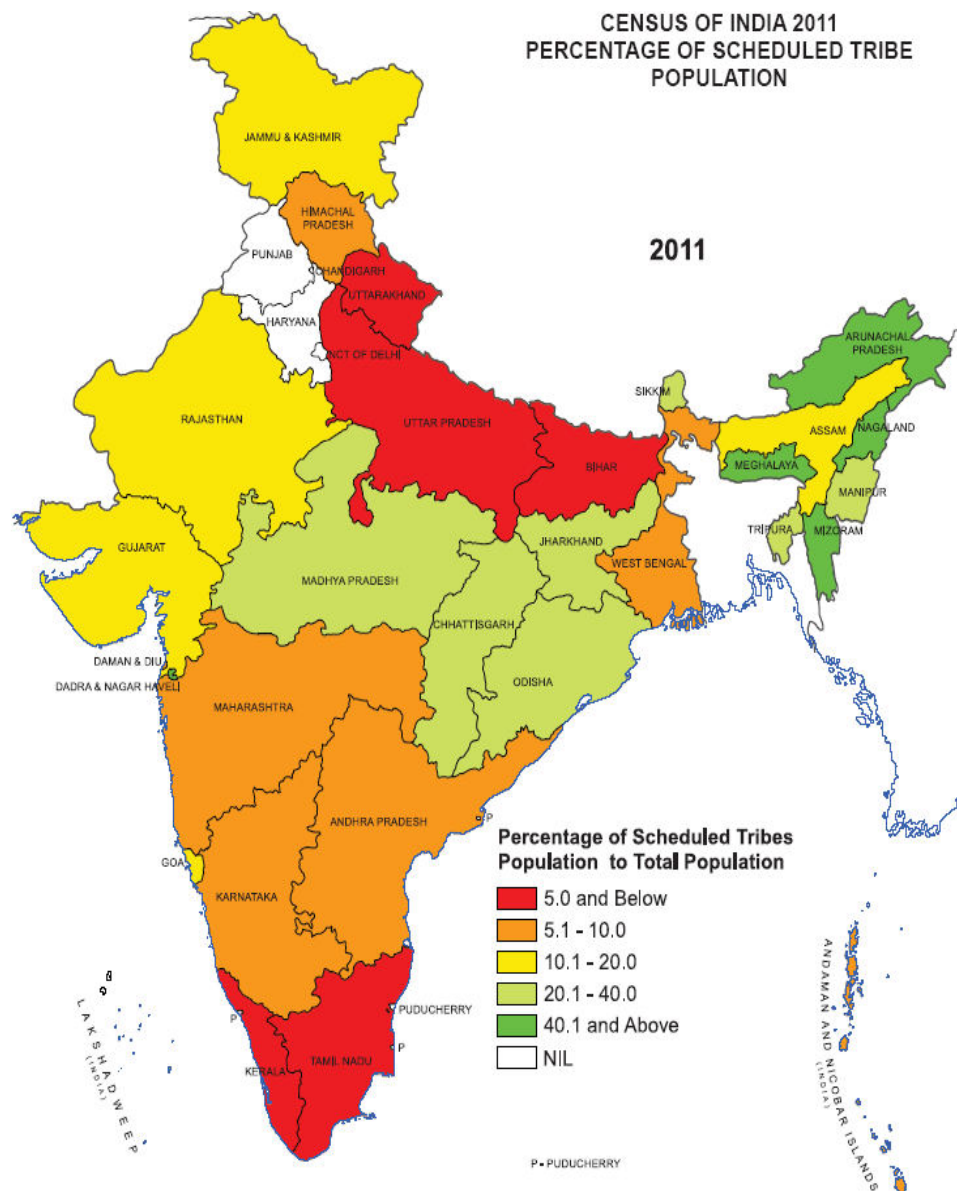 CENSUS OF INDIA 2011
PERCENTAGE OF SCHEDULED TRIBE
POPULATION
2011
JAMMU & KASHMIR
HIMACHAL
PRADESH
PUNJAB
CHANDIGARH
UTTARAKHAND
HARYANA
NCT OF DELHI
ARUNACHAL
PRADESH
SIKKIM
RAJASTHAN
UTTAR PRADESH
ASSAM
NAGALAND
BIHAR
MEGHALAYA
MANIPUR
TRIPURA
MIZORAM
GUJARAT
JHARKHAND
MADHYA PRADESH
WEST BENGAL
CHHATTISGARH
DAMAN & DIU
DADRA & NAGAR HAVELI
ODISHA
MAHARASHTRA
ANDHRA PRADESH
P
GOA
KARNATAKA
Percentage of Scheduled Tribes
Population to Total Population
5.0 and Below
5.1 - 10.0
10.1 - 20.0
20.1 - 40.0
40.1 and Above
NIL
PUDUCHERRY
P
P
KERALA
TAMIL NADU
LAKSHADWEEP
(INDIA)
ANDAMAN AND NICOBAR ISLANDS
(INDIA)
P - PUDUCHERRY